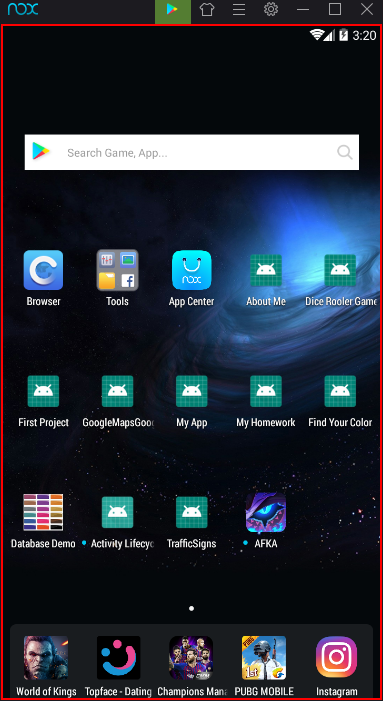 nox
3:20
Search Game, App...
Browser
Tools
nox
App Center
About Me
Dice Rooler Game
First Project
GoogleMapsGoo
My App
My Homework
Find Your Color
Database Demo
Activity Lifecyc
TrafficSigns
AFKA
World of Kings
Topface - Dating
Champions Mana
PUBG MOBILE
Instagram